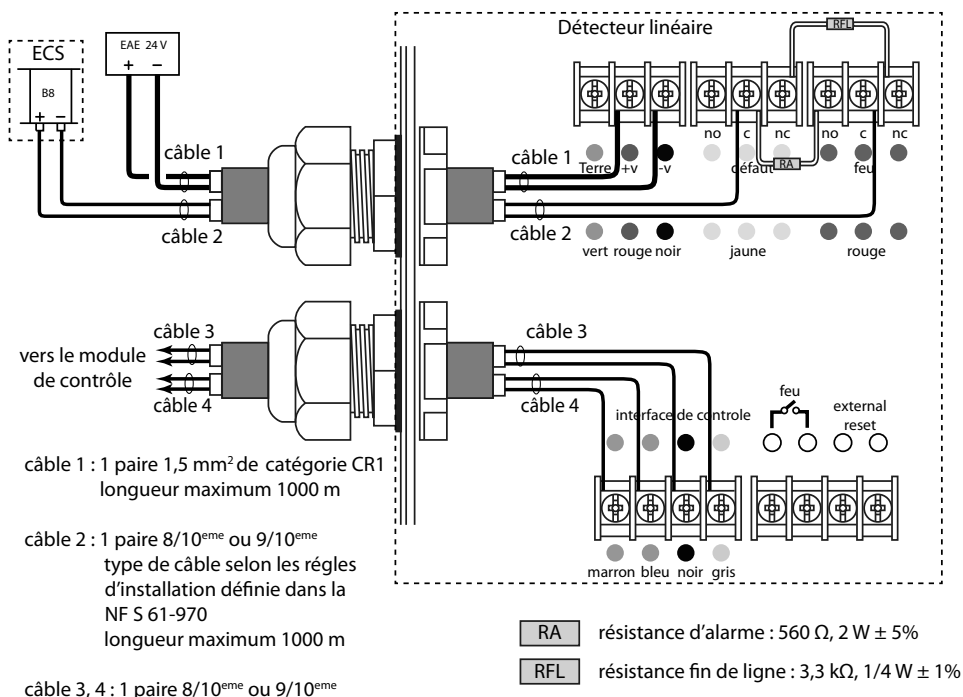 Détecteur linéaire
RFL
ECS
EAE 24 V
+ −
B8
+ −
câble 1
câble 2
câble 1
câble 2
no c nc no c nc
RA
Terre +v -v défaut feu
vert rouge noir jaune rouge
câble 3
câble 4
vers le module
de contrôle
câble 3
câble 4
interface de controle
feu
external
reset
marron bleu noir gris
câble 1 : 1 paire 1,5 mm² de catégorie CR1
longueur maximum 1000 m
câble 2 : 1 paire 8/10eme ou 9/10eme
type de câble selon les régles
d'installation définie dans la
NF S 61-970
longueur maximum 1000 m
câble 3, 4 : 1 paire 8/10eme ou 9/10eme
RA résistance d'alarme : 560 Ω, 2 W ± 5%
RFL résistance fin de ligne : 3,3 kΩ, 1/4 W ± 1%